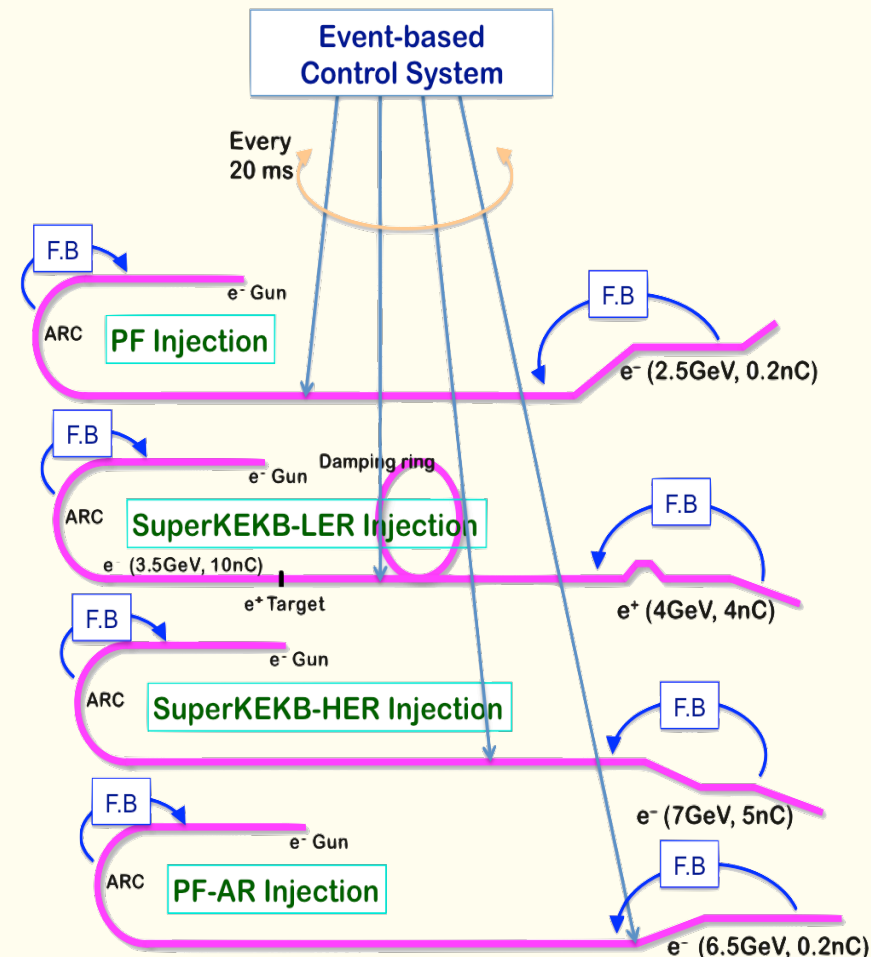 Event-based
Control System
Every
20 ms
F.B
e⁻ Gun
ARC
PF Injection
F.B
e⁻ (2.5GeV, 0.2nC)
F.B
Damping ring
e⁻ Gun
ARC
SuperKEKB-LER Injection
F.B
e⁻ (3.5GeV, 10nC)
e⁺ Target
e⁺ (4GeV, 4nC)
F.B
e⁻ Gun
ARC
SuperKEKB-HER Injection
F.B
e⁻ (7GeV, 5nC)
F.B
e⁻ Gun
ARC
PF-AR Injection
F.B
e⁻ (6.5GeV, 0.2nC)